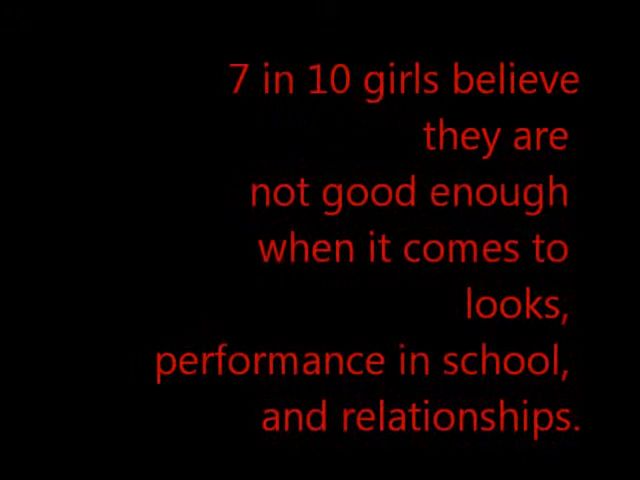 7 in 10 girls believe
they are
not good enough
when it comes to
looks,
performance in school,
and relationships.